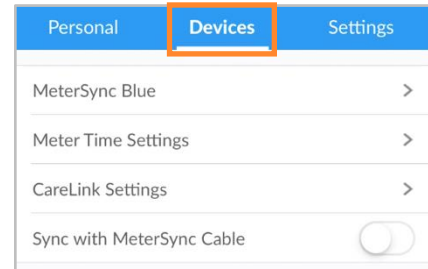 Personal Devices Settings
MeterSync Blue
Meter Time Settings
CareLink Settings
Sync with MeterSync Cable